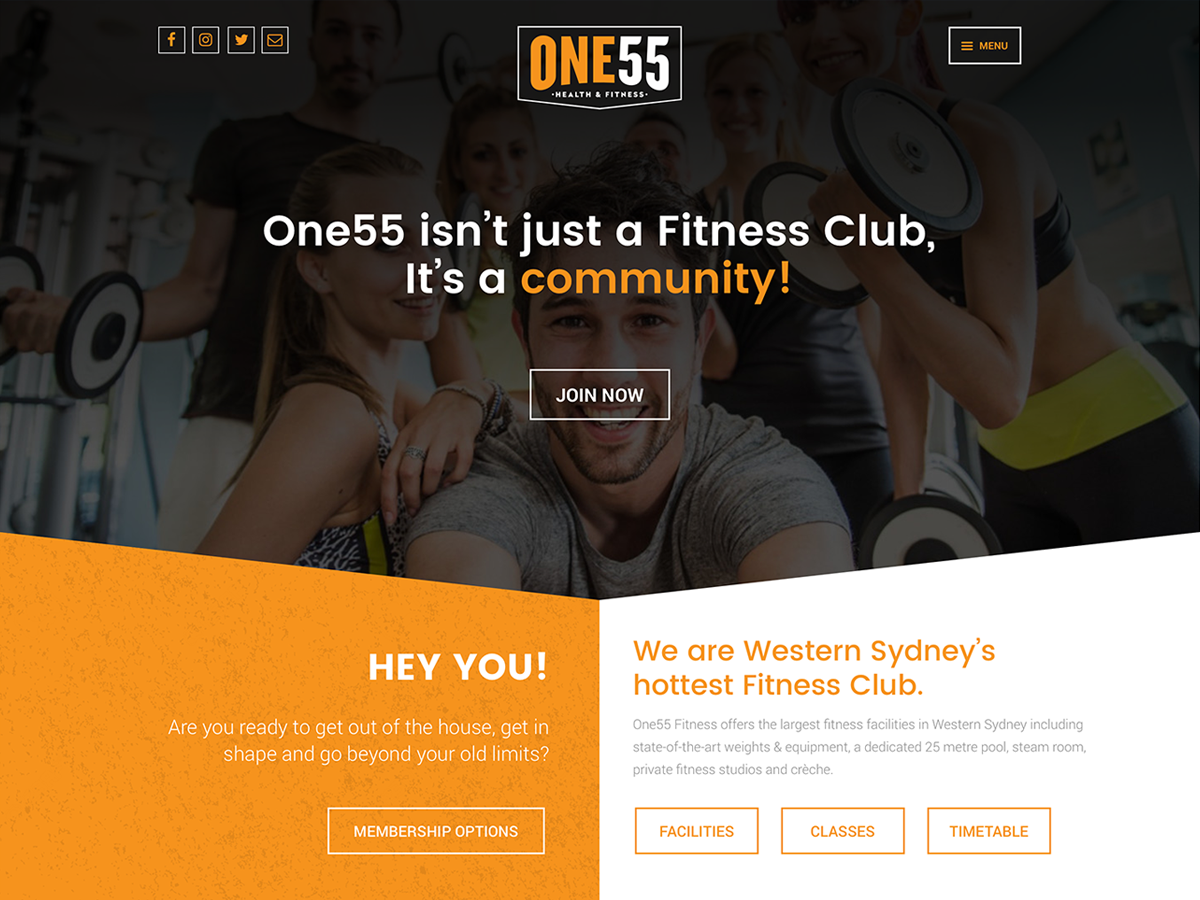 ONE55
·HEALTH & FITNESS·
MENU
One55 isn’t just a Fitness Club,
It’s a community!
JOIN NOW
HEY YOU!
Are you ready to get out of the house, get in
shape and go beyond your old limits?
MEMBERSHIP OPTIONS
We are Western Sydney’s
hottest Fitness Club.
One55 Fitness offers the largest fitness facilities in Western Sydney including
state-of-the-art weights & equipment, a dedicated 25 metre pool, steam room,
private fitness studios and crèche.
FACILITIES
CLASSES
TIMETABLE